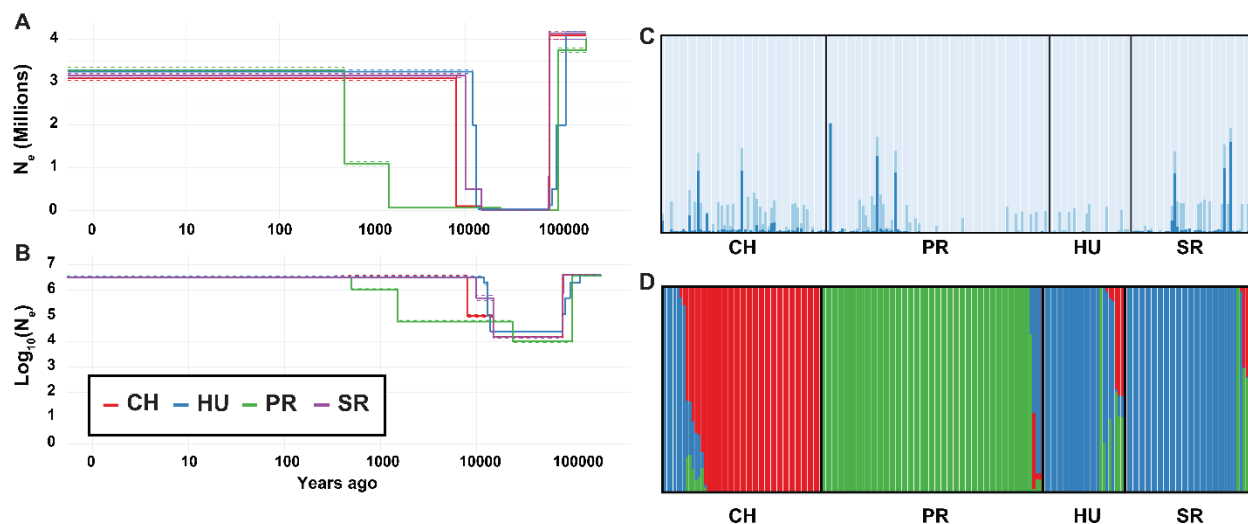 A
N_e (Millions)
4
3
2
1
0
0 10 100 1000 10000 100000
B
Log₁₀(Nₑ)
7
6
5
4
3
2
1
0
CH HU PR SR
0 10 100 1000 10000 100000
Years ago
C
CH PR HU SR
D
CH PR HU SR